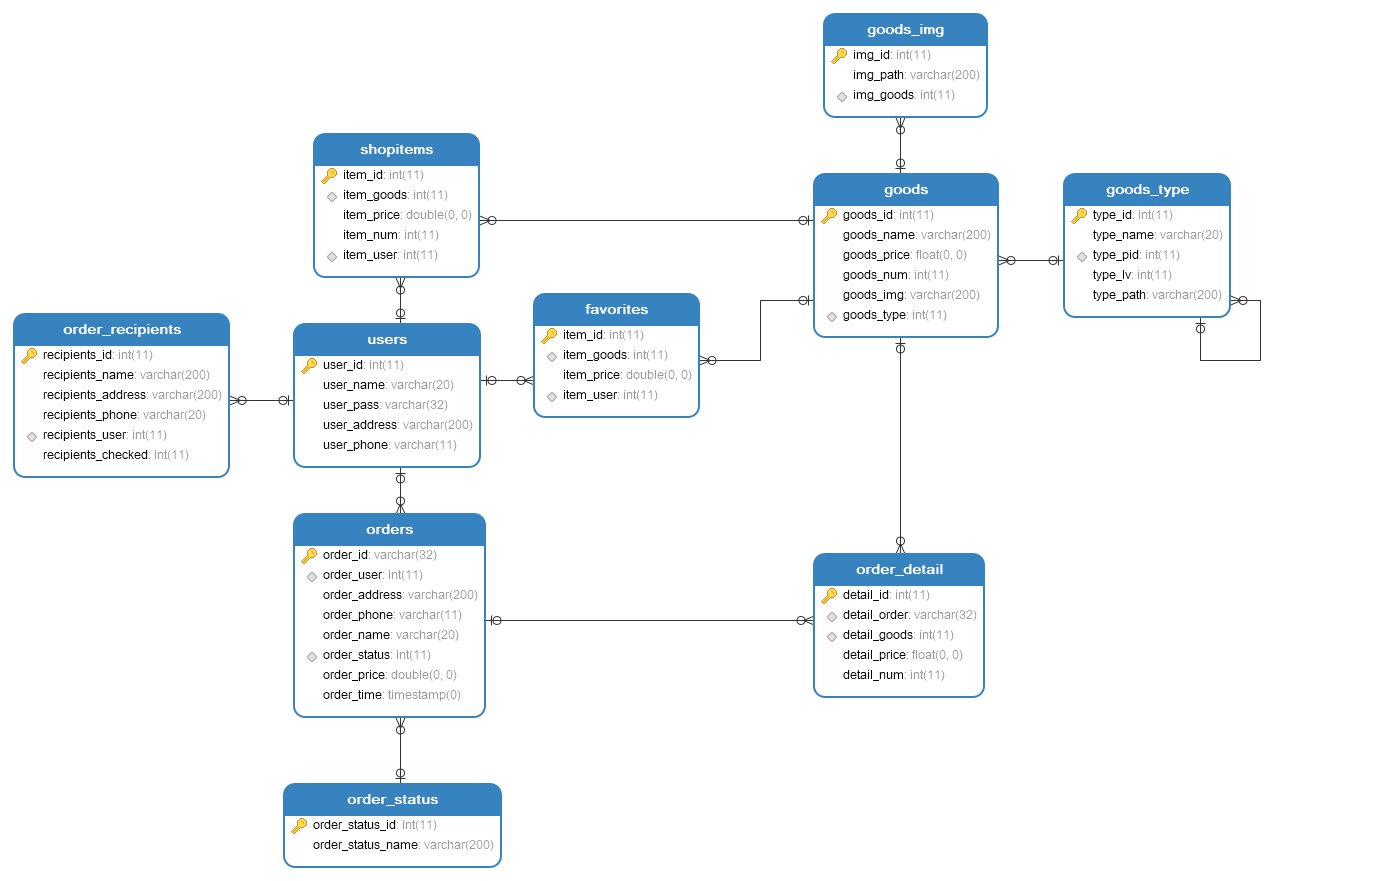 goods_img
img_id: int(11)
img_path: varchar(200)
img_goods: int(11)
shopitems
item_id: int(11)
item_goods: int(11)
item_price: double(0, 0)
item_num: int(11)
item_user: int(11)
goods
goods_id: int(11)
goods_name: varchar(200)
goods_price: float(0, 0)
goods_num: int(11)
goods_img: varchar(200)
goods_type: int(11)
goods_type
type_id: int(11)
type_name: varchar(20)
type_pid: int(11)
type_lv: int(11)
type_path: varchar(200)
order_recipients
recipients_id: int(11)
recipients_name: varchar(200)
recipients_address: varchar(200)
recipients_phone: varchar(20)
recipients_user: int(11)
recipients_checked: int(11)
users
user_id: int(11)
user_name: varchar(20)
user_pass: varchar(32)
user_address: varchar(200)
user_phone: varchar(11)
favorites
item_id: int(11)
item_goods: int(11)
item_price: double(0, 0)
item_user: int(11)
orders
order_id: varchar(32)
order_user: int(11)
order_address: varchar(200)
order_phone: varchar(11)
order_name: varchar(20)
order_status: int(11)
order_price: double(0, 0)
order_time: timestamp(0)
order_detail
detail_id: int(11)
detail_order: varchar(32)
detail_goods: int(11)
detail_price: float(0, 0)
detail_num: int(11)
order_status
order_status_id: int(11)
order_status_name: varchar(200)